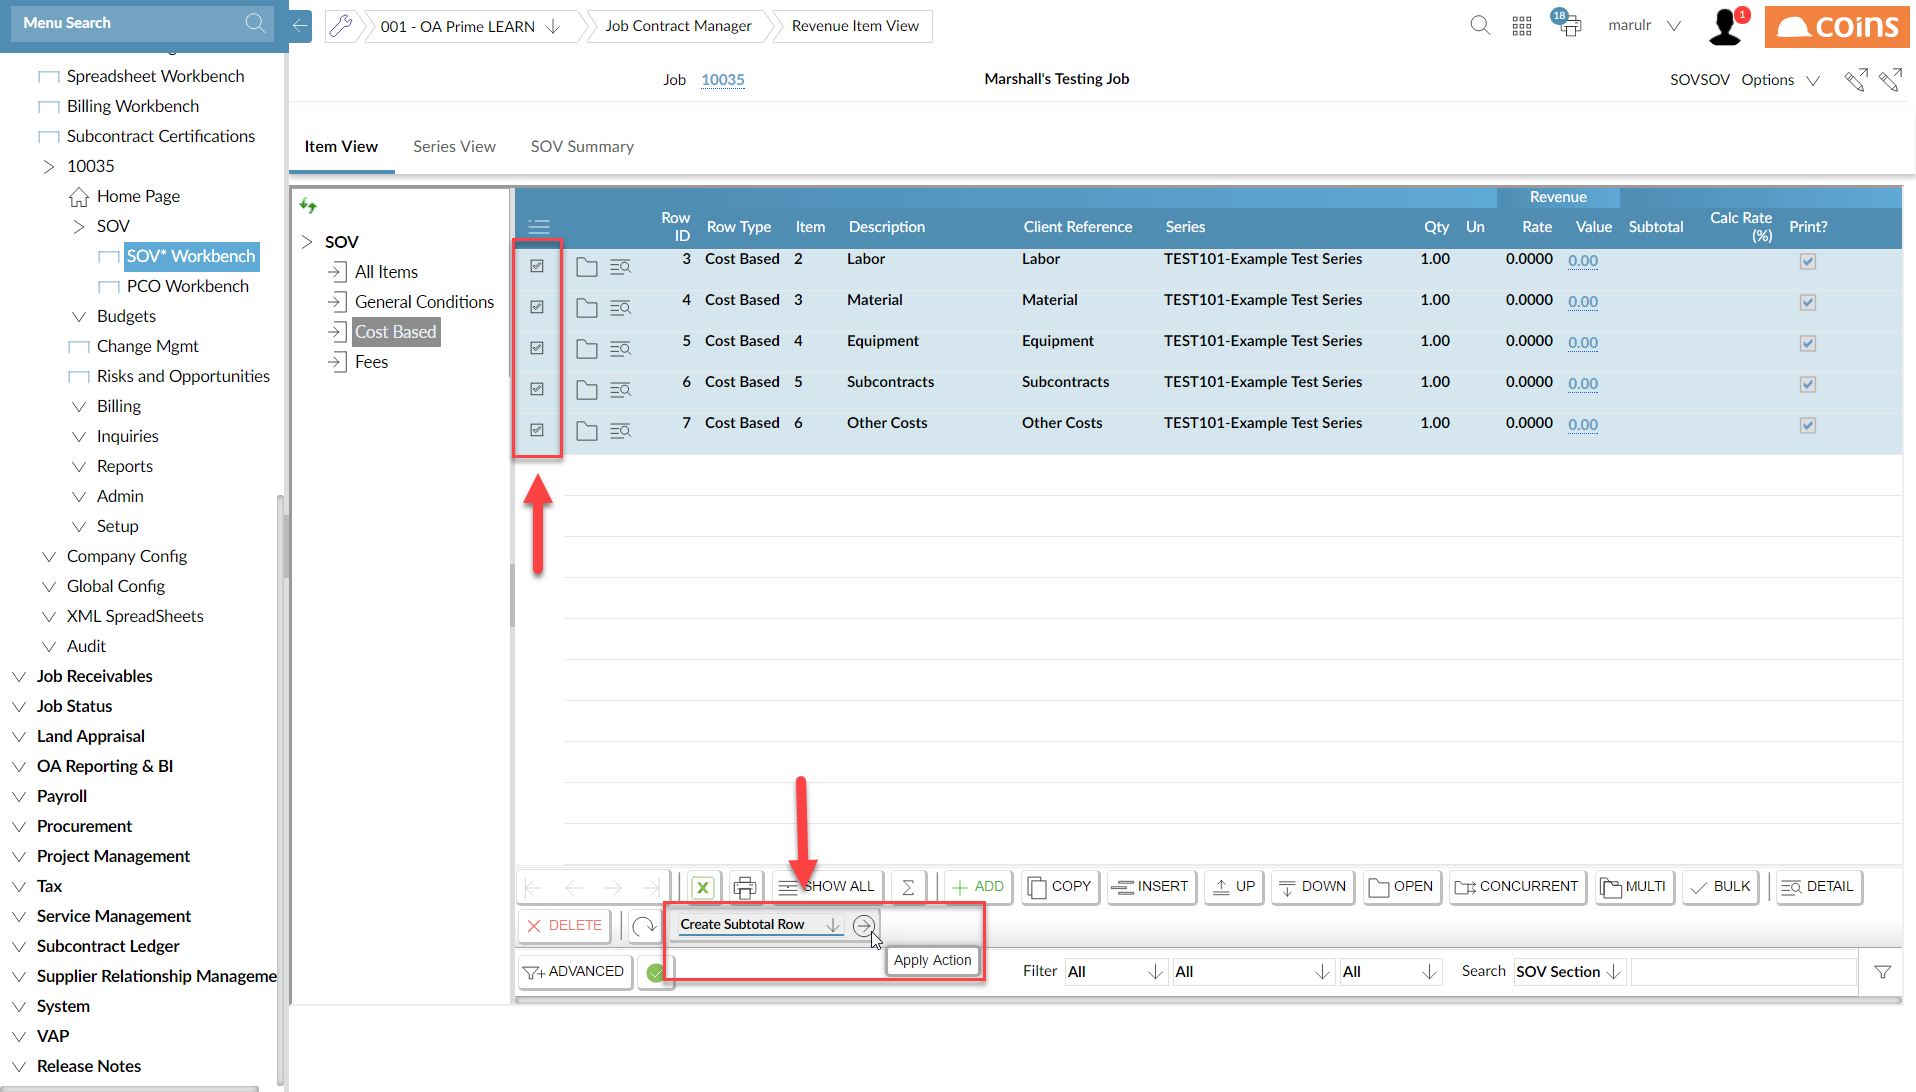 Menu Search
001 - OA Prime LEARN
Job Contract Manager
Revenue Item View
18
marulr
1
coins
Job 10035
Marshall's Testing Job
SOVSOV Options
Item View Series View SOV Summary
Spreadsheet Workbench
Billing Workbench
Subcontract Certifications
10035
Home Page
SOV
SOV* Workbench
PCO Workbench
Budgets
Change Mgmt
Risks and Opportunities
Billing
Inquiries
Reports
Admin
Setup
Company Config
Global Config
XML SpreadSheets
Audit
Job Receivables
Job Status
Land Appraisal
OA Reporting & BI
Payroll
Procurement
Project Management
Tax
Service Management
Subcontract Ledger
Supplier Relationship Manageme
System
VAP
Release Notes
SOV
All Items
General Conditions
Cost Based
Fees
Revenue
Row ID Row Type Item Description Client Reference Series Qty Un Rate Value Subtotal Calc Rate (%) Print?
3 Cost Based 2 Labor Labor TEST101-Example Test Series 1.00 0.0000 0.00
4 Cost Based 3 Material Material TEST101-Example Test Series 1.00 0.0000 0.00
5 Cost Based 4 Equipment Equipment TEST101-Example Test Series 1.00 0.0000 0.00
6 Cost Based 5 Subcontracts Subcontracts TEST101-Example Test Series 1.00 0.0000 0.00
7 Cost Based 6 Other Costs Other Costs TEST101-Example Test Series 1.00 0.0000 0.00
SHOW ALL Σ ADD COPY INSERT UP DOWN OPEN CONCURRENT MULTI BULK DETAIL
DELETE Create Subtotal Row
Apply Action
ADVANCED Filter All All All Search SOV Section